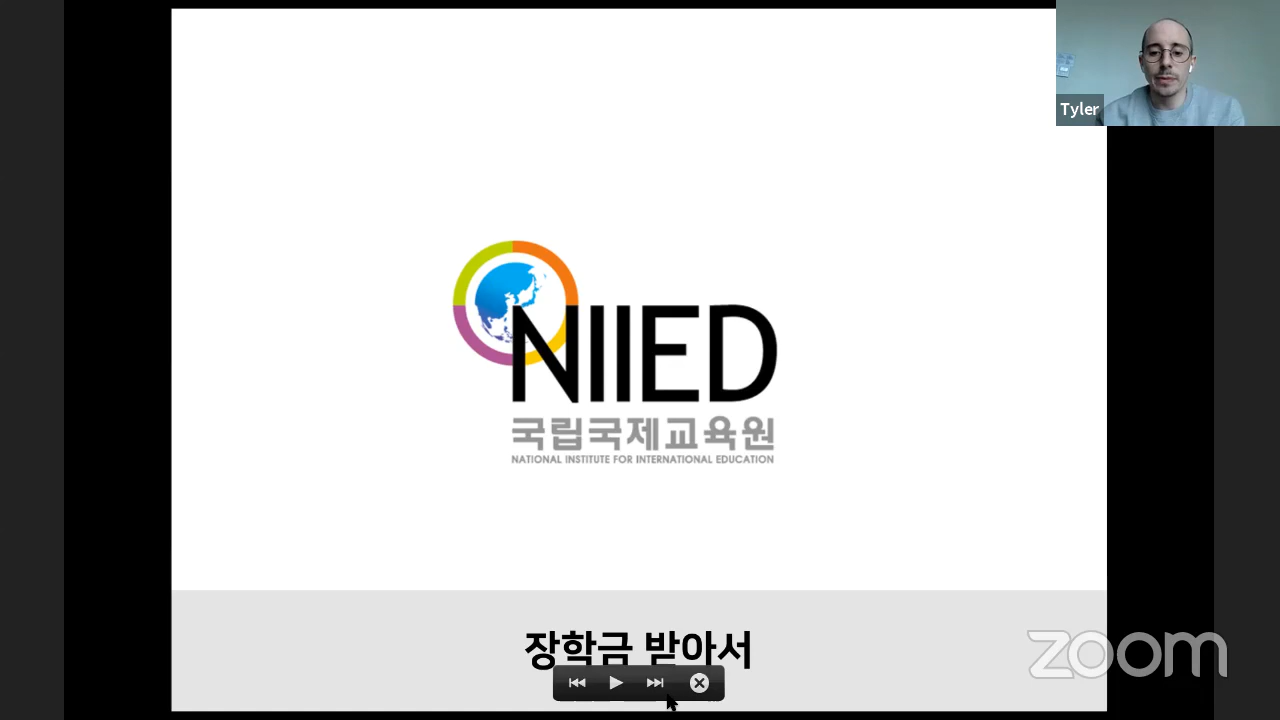 Tyler
NIIED
국립국제교육원
NATIONAL INSTITUTE FOR INTERNATIONAL EDUCATION
장학금 받아서
zoom